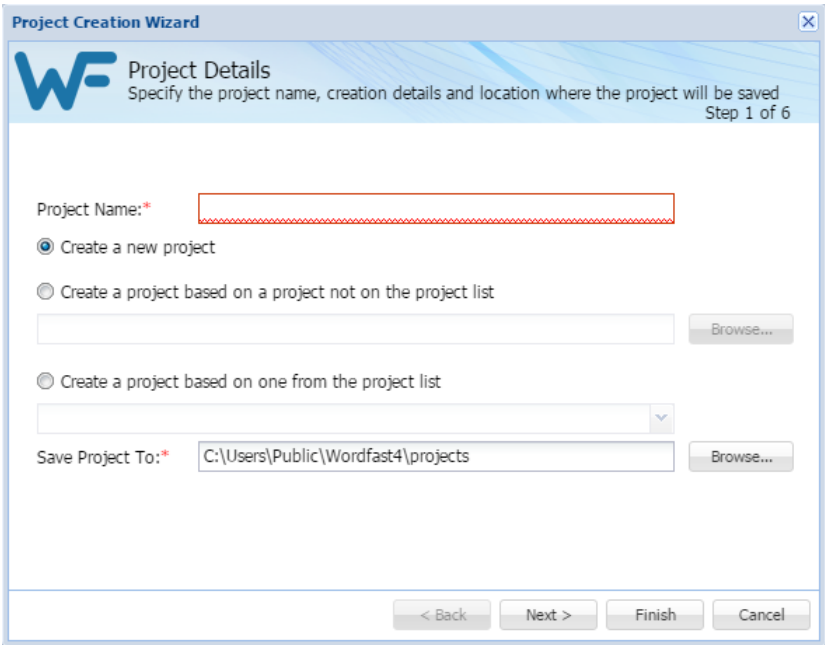 Project Creation Wizard
WF
Project Details
Specify the project name, creation details and location where the project will be saved
Step 1 of 6
Project Name:*
Create a new project
Create a project based on a project not on the project list
Browse...
Create a project based on one from the project list
Save Project To:* C:\Users\Public\Wordfast4\projects Browse...
< Back Next > Finish Cancel